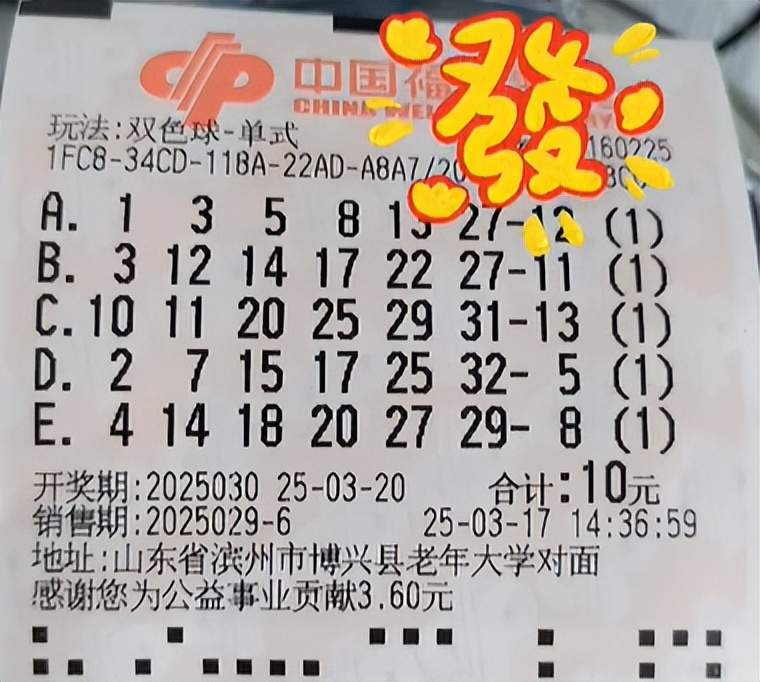 中国福
CHINA WEL
玩法:双色球-单式
1FC8-34CD-118A-22AD-A8A7/20 160225
發
A. 1 3 5 8 13 27-12 (1)
B. 3 12 14 17 22 27-11 (1)
C. 10 11 20 25 29 31-13 (1)
D. 2 7 15 17 25 32- 5 (1)
E. 4 14 18 20 27 29- 8 (1)
开奖期:2025030 25-03-20 合计:10元
销售期:2025029-6 25-03-17 14:36:59
地址:山东省滨州市博兴县老年大学对面
感谢您为公益事业贡献3.60元